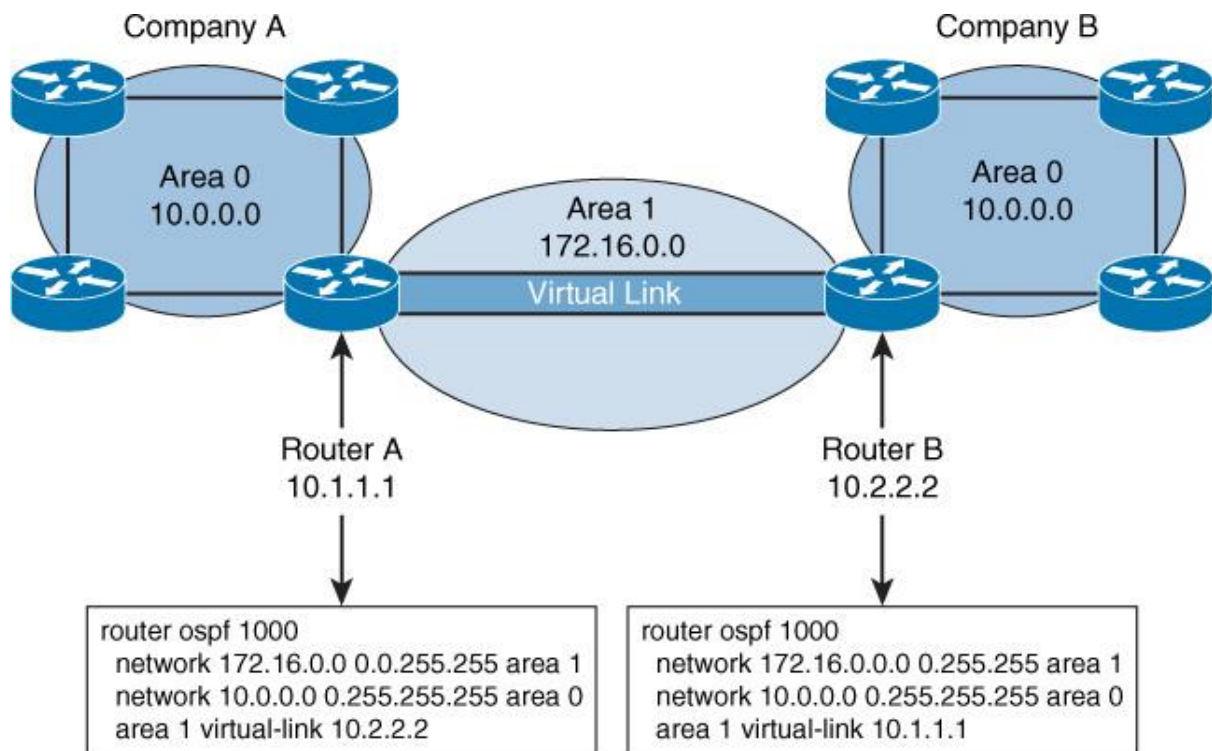 Company A
Company B
Area 0
10.0.0.0
Area 1
172.16.0.0
Virtual Link
Area 0
10.0.0.0
Router A
10.1.1.1
Router B
10.2.2.2
router ospf 1000
network 172.16.0.0 0.0.255.255 area 1
network 10.0.0.0 0.255.255.255 area 0
area 1 virtual-link 10.2.2.2
router ospf 1000
network 172.16.0.0.0 0.255.255 area 1
network 10.0.0.0 0.255.255.255 area 0
area 1 virtual-link 10.1.1.1